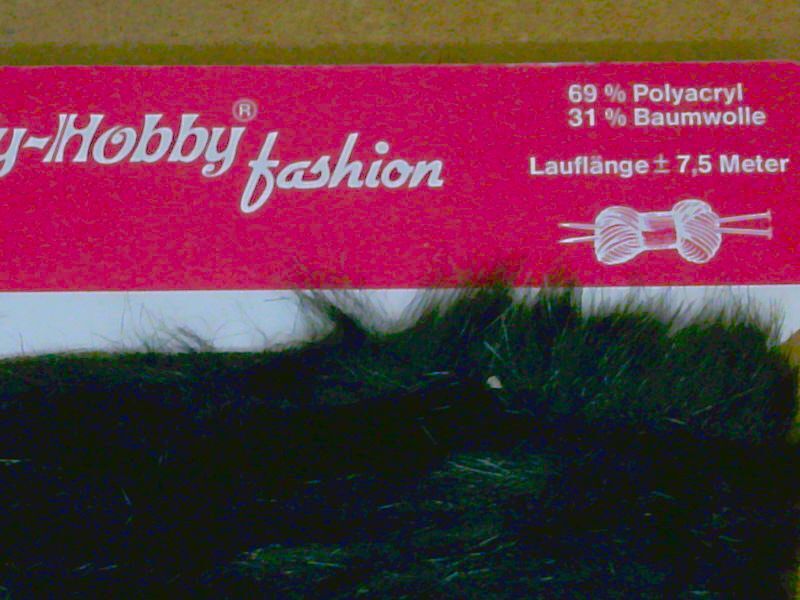 y-Hobby® fashion
69 % Polyacryl
31 % Baumwolle
Lauflänge ± 7,5 Meter